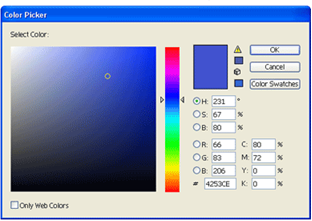 Color Picker
Select Color:
OK
Cancel
Color Swatches
H: 231 °
S: 67 %
B: 80 %
R: 66 C: 80 %
G: 83 M: 72 %
B: 206 Y: 0 %
# 4253CE K: 0 %
Only Web Colors